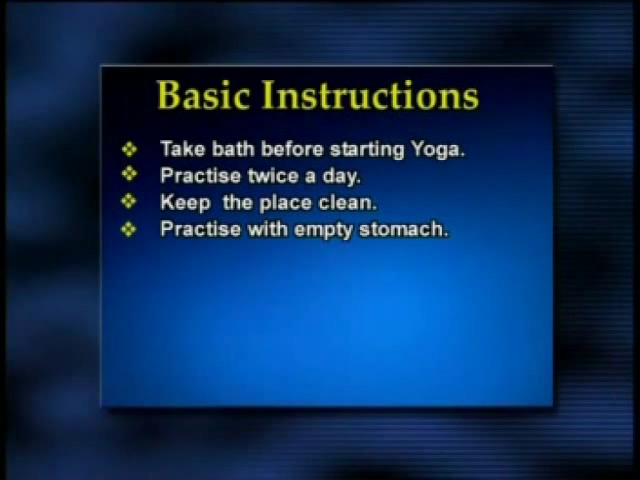 Basic Instructions
Take bath before starting Yoga.
Practise twice a day.
Keep the place clean.
Practise with empty stomach.